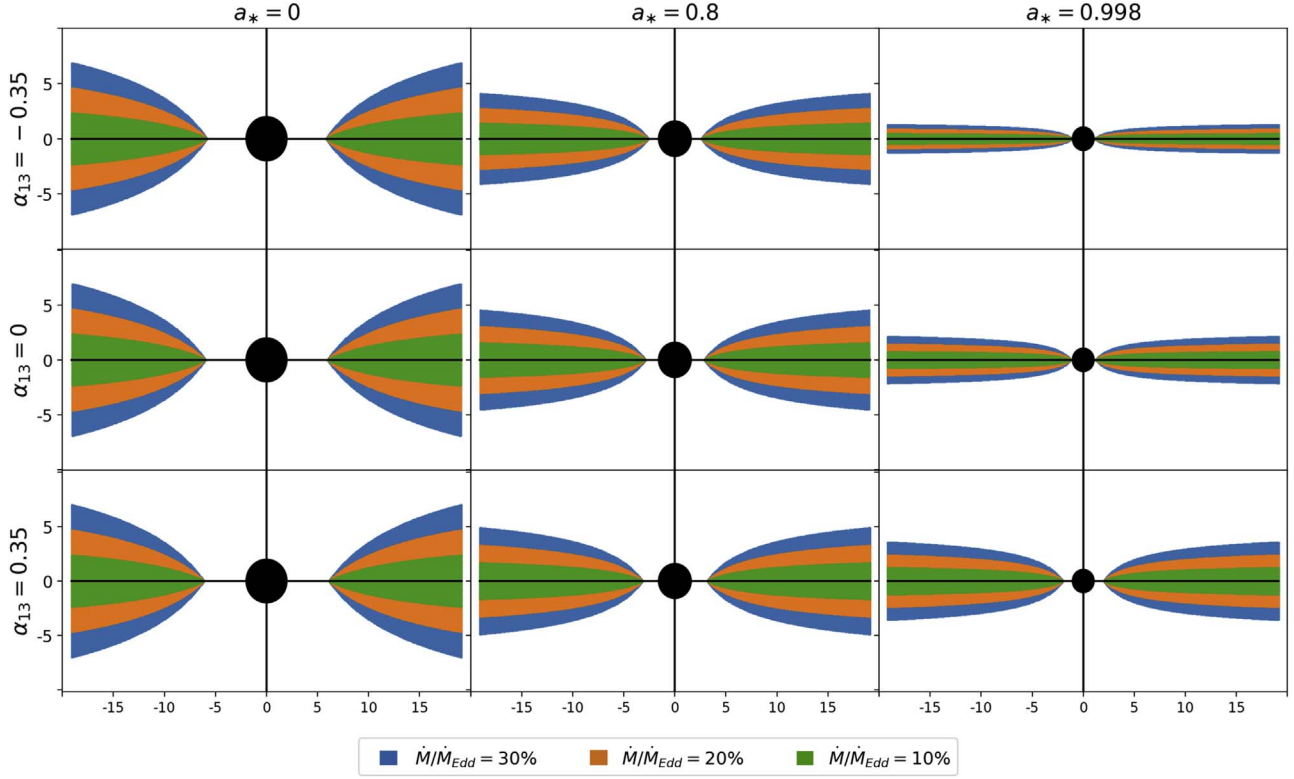 a* = 0 a* = 0.8 a* = 0.998
α13 = − 0.35
5
0
-5
α13 = 0
5
0
-5
α13 = 0.35
5
0
-5
-15 -10 -5 0 5 10 15 -15 -10 -5 0 5 10 15 -15 -10 -5 0 5 10 15
Ṁ/ṀEdd = 30% Ṁ/ṀEdd = 20% Ṁ/ṀEdd = 10%